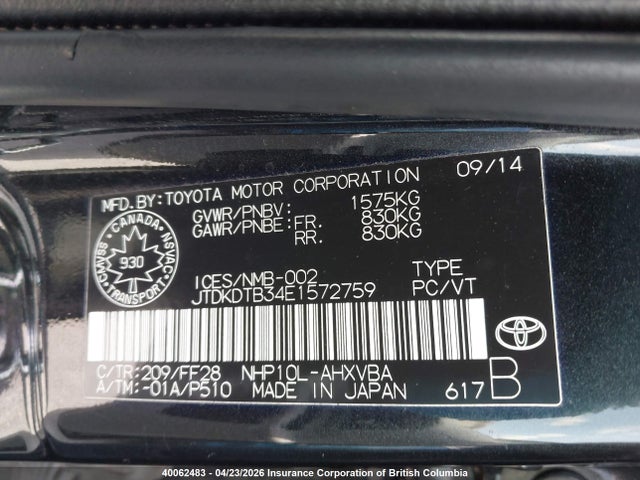 MFD.BY:TOYOTA MOTOR CORPORATION 09/14
GVWR/PNBV: 1575KG
GAWR/PNBE: FR. 830KG
RR. 830KG
CANADA
CMVSS 930 NSVAC
TRANSPORT
ICES/NMB-002 TYPE
JTDKDTB34E1572759 PC/VT
C/TR:209/FF28 NHP10L-AHXVBA
A/TM:-01A/P510 MADE IN JAPAN 617 B
40062483 - 04/23/2026 Insurance Corporation of British Columbia